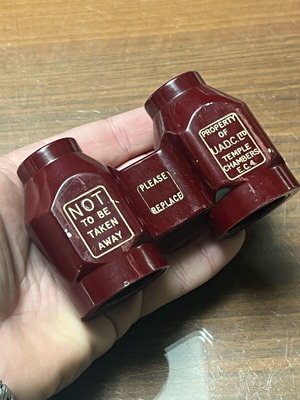 NOT
TO BE
TAKEN
AWAY
PLEASE
REPLACE
PROPERTY
OF
U.A.D.C. LTD
TEMPLE
CHAMBERS
E.C.4.